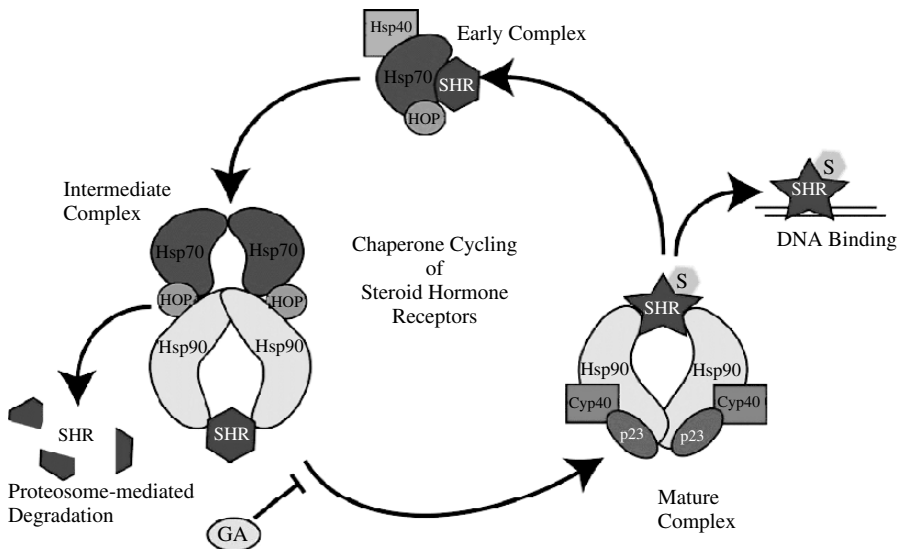 Hsp40
Early Complex
Hsp70
SHR
HOP
S
SHR
DNA Binding
Intermediate
Complex
Hsp70
Hsp70
HOP
HOP
Hsp90
Hsp90
SHR
Chaperone Cycling
of
Steroid Hormone
Receptors
S
SHR
Hsp90
Hsp90
Cyp40
Cyp40
p23
p23
Mature
Complex
SHR
Proteosome-mediated
Degradation
GA